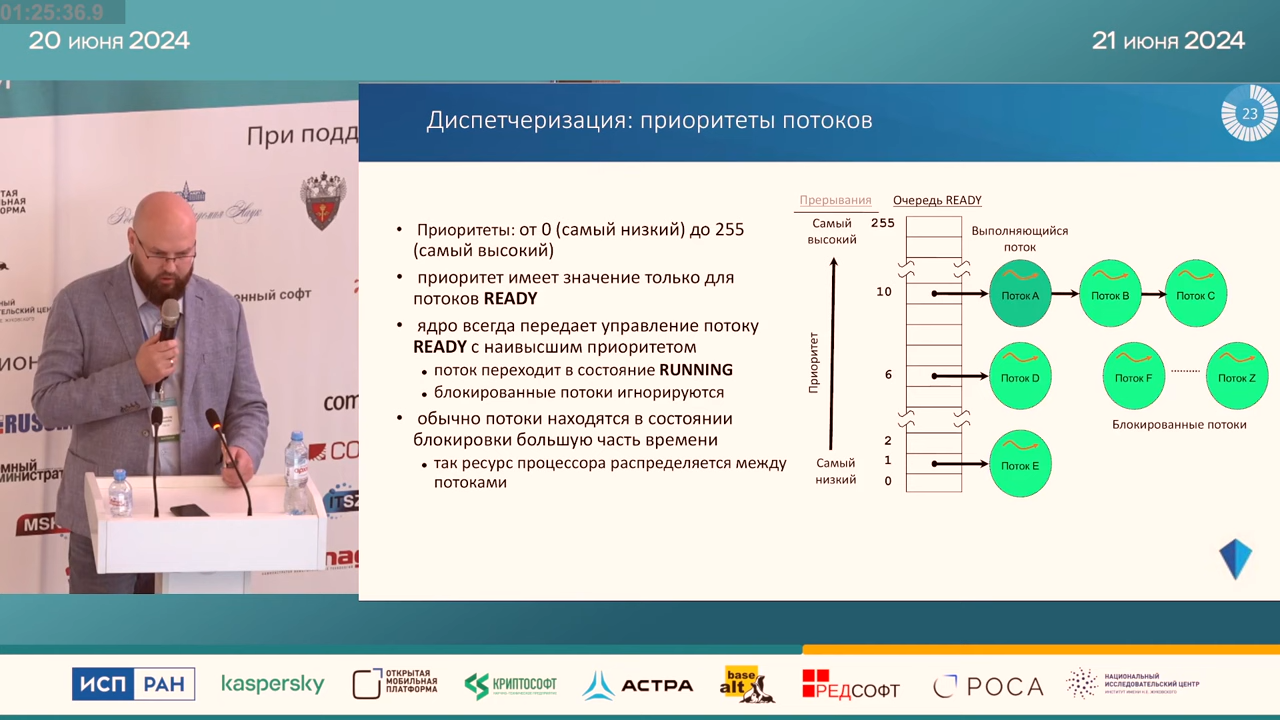 01:25:36.9
20 июня 2024
21 июня 2024
При подд
енный софт
MSK
Диспетчеризация: приоритеты потоков
23
• Приоритеты: от 0 (самый низкий) до 255
(самый высокий)
• приоритет имеет значение только для
потоков READY
• ядро всегда передает управление потоку
READY с наивысшим приоритетом
• поток переходит в состояние RUNNING
• блокированные потоки игнорируются
• обычно потоки находятся в состоянии
блокировки большую часть времени
• так ресурс процессора распределяется между
потоками
Прерывания
Очередь READY
Самый
высокий
255
Выполняющийся
поток
10
Поток A
Поток B
Поток C
Приоритет
6
Поток D
Поток F
Поток Z
Блокированные потоки
2
1
0
Поток E
Самый
низкий
ИСП РАН
kaspersky
ОТКРЫТАЯ
МОБИЛЬНАЯ
ПЛАТФОРМА
КРИПТОСОФТ
АСТРА
base
alt
РЕДСОФТ
РОСА
НАЦИОНАЛЬНЫЙ
ИССЛЕДОВАТЕЛЬСКИЙ ЦЕНТР